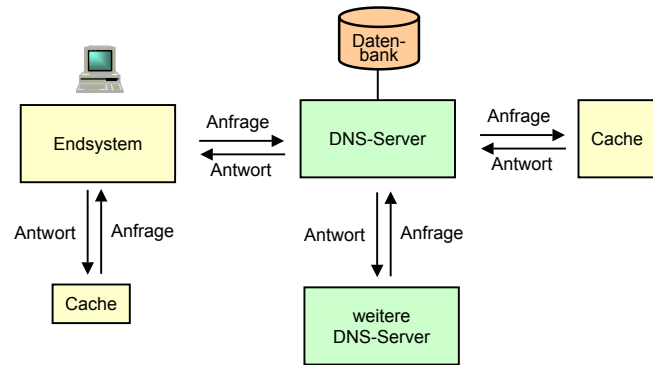 Daten-
bank
Endsystem
Anfrage
Antwort
DNS-Server
Anfrage
Antwort
Cache
Antwort
Anfrage
Cache
Antwort
Anfrage
weitere
DNS-Server